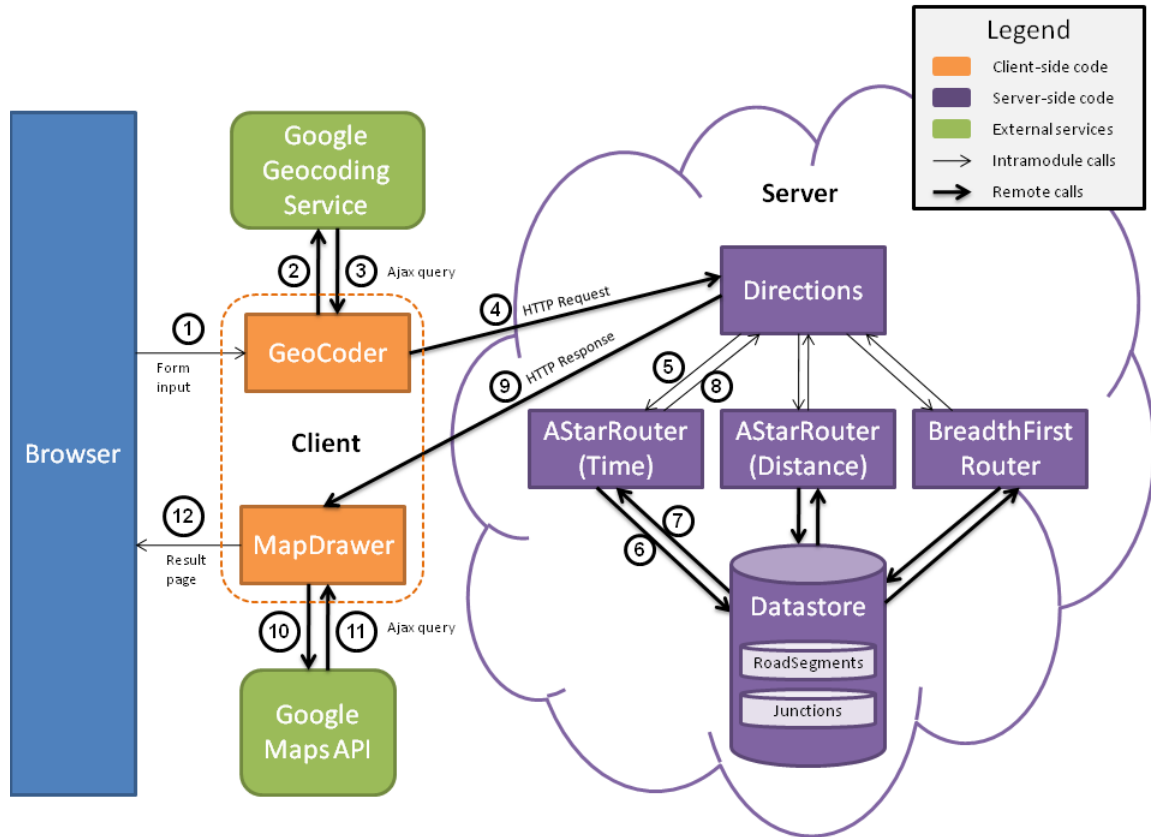 Legend
Client-side code
Server-side code
External services
Intramodule calls
Remote calls
Browser
Google
Geocoding
Service
2
3
Ajax query
1
Form
input
GeoCoder
Client
4
HTTP Request
9
HTTP Response
12
Result
page
MapDrawer
10
11
Ajax query
Google
Maps API
Server
Directions
5
8
AStarRouter
(Time)
AStarRouter
(Distance)
BreadthFirst
Router
7
6
Datastore
RoadSegments
Junctions